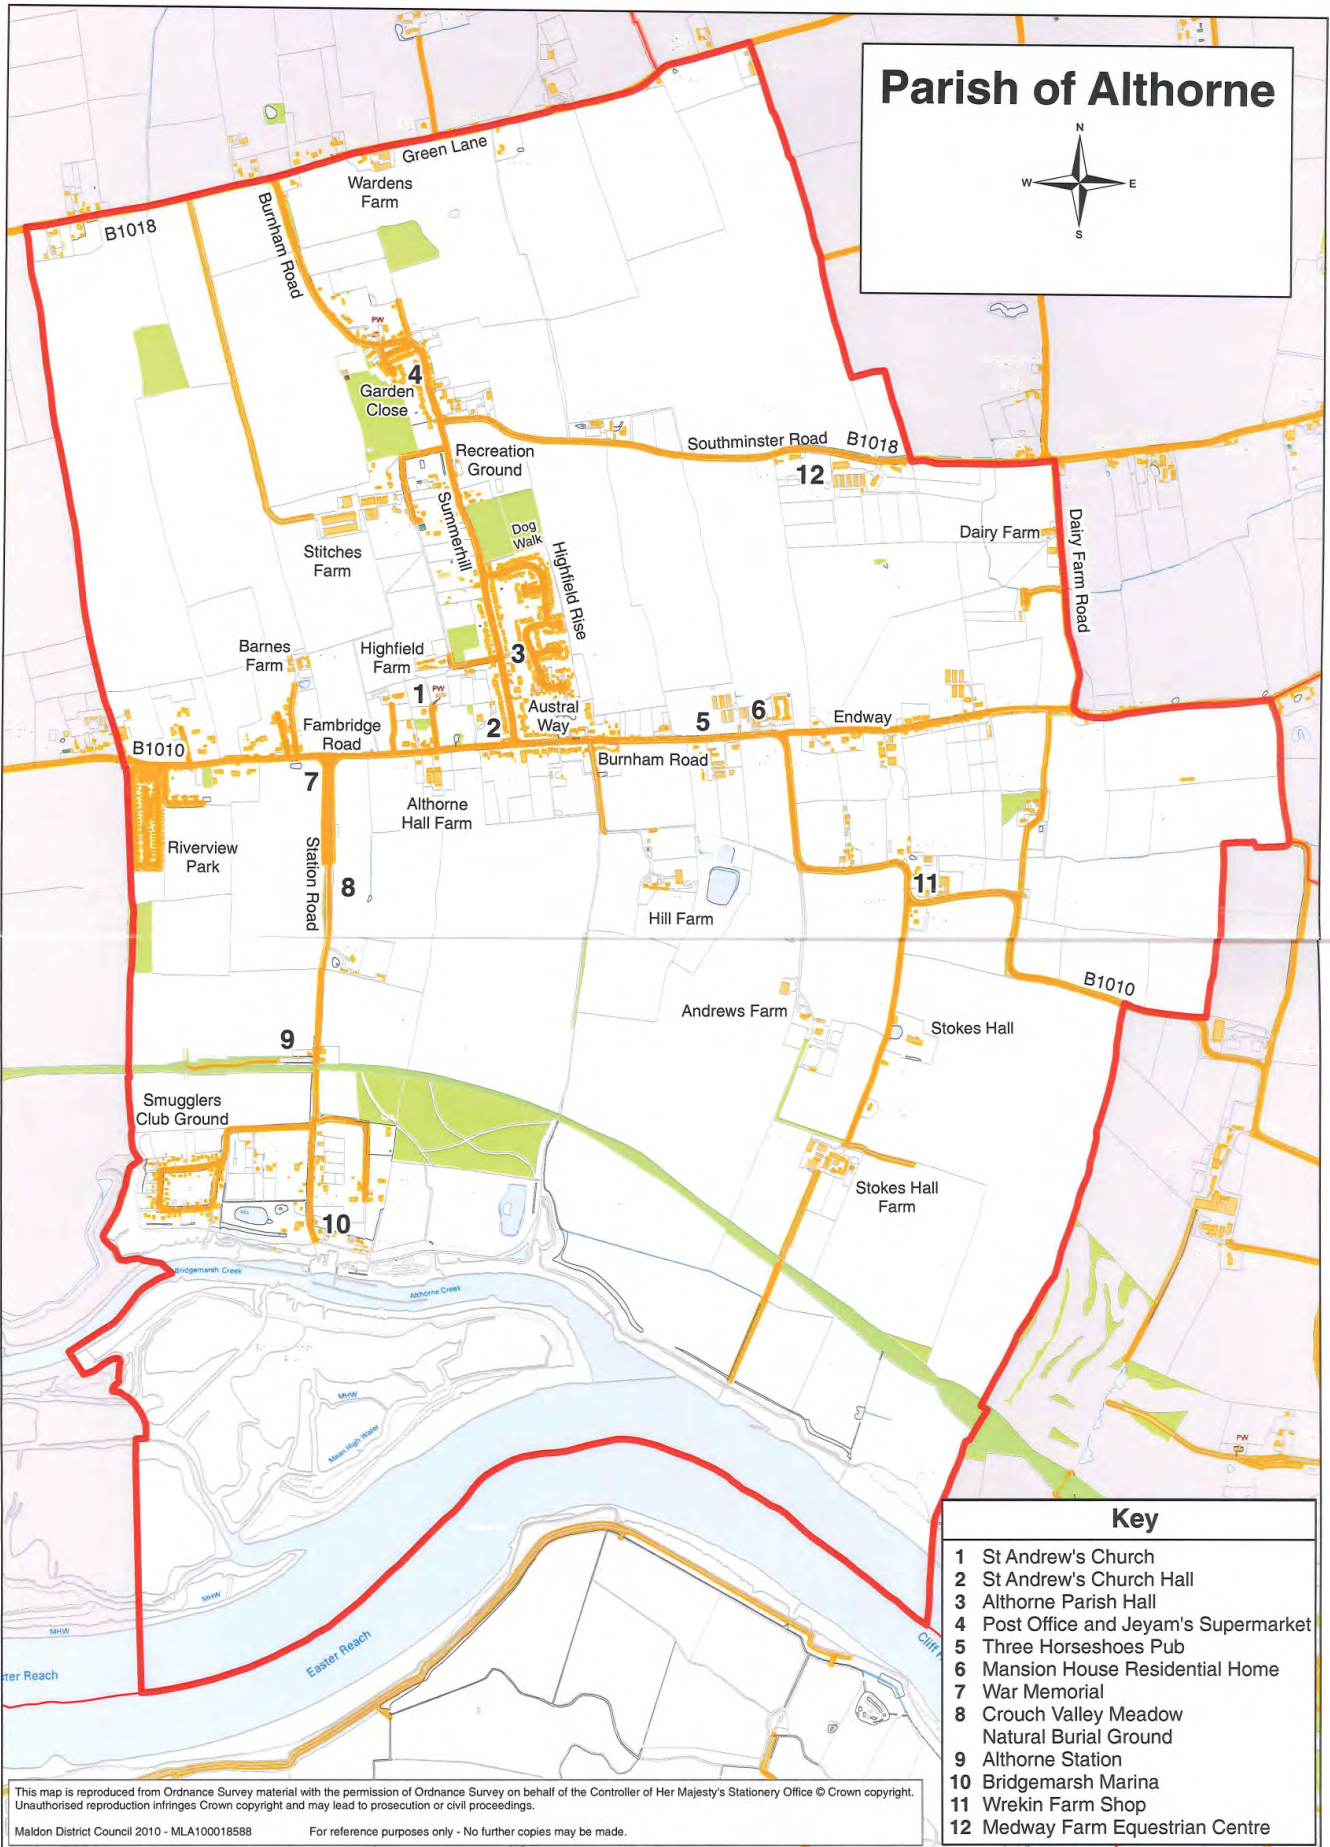 Parish of Althorne
N
W
E
S
Green Lane
Wardens
Farm
B1018
Burnham Road
PW
4
Garden
Close
Southminster Road
B1018
12
Recreation
Ground
Summerhill
Dog
Walk
Highfield Rise
Dairy Farm
Dairy Farm Road
Stitches
Farm
Barnes
Farm
Highfield
Farm
3
1
PW
2
Austral
Way
5
6
Endway
Fambridge
Road
B1010
Burnham Road
7
Althorne
Hall Farm
Riverview
Park
Station Road
8
11
Hill Farm
B1010
Andrews Farm
Stokes Hall
9
Smugglers
Club Ground
Stokes Hall
Farm
10
Bridgemarsh Creek
Althorne Creek
MHW
Mean High Water
PW
MHW
MHW
Easter Reach
ter Reach
Cliff
Key
1 St Andrew's Church
2 St Andrew's Church Hall
3 Althorne Parish Hall
4 Post Office and Jeyam's Supermarket
5 Three Horseshoes Pub
6 Mansion House Residential Home
7 War Memorial
8 Crouch Valley Meadow
Natural Burial Ground
9 Althorne Station
10 Bridgemarsh Marina
11 Wrekin Farm Shop
12 Medway Farm Equestrian Centre
This map is reproduced from Ordnance Survey material with the permission of Ordnance Survey on behalf of the Controller of Her Majesty's Stationery Office © Crown copyright.
Unauthorised reproduction infringes Crown copyright and may lead to prosecution or civil proceedings.
Maldon District Council 2010 - MLA100018588 For reference purposes only - No further copies may be made.